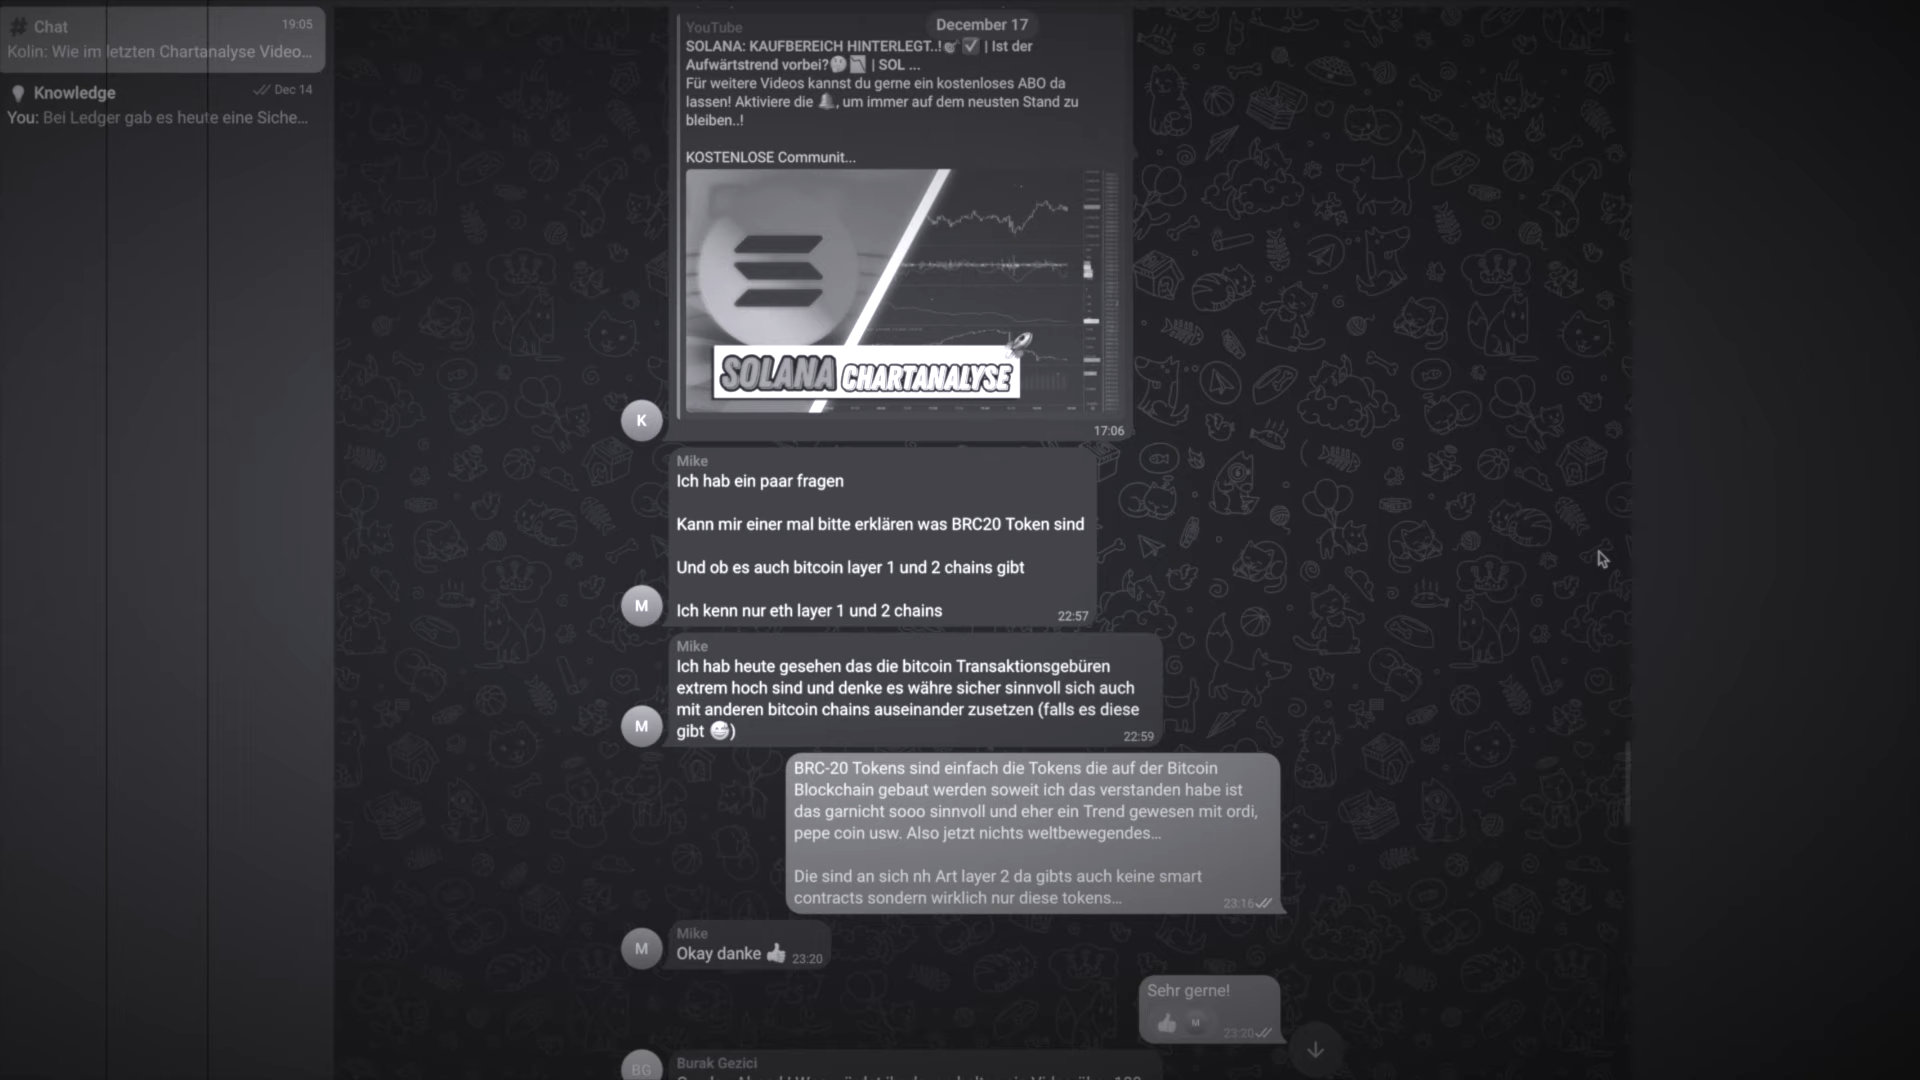 Chat
19:05
Kolin: Wie im letzten Chartanalyse Video...
Knowledge
Dec 14
You: Bei Ledger gab es heute eine Siche...
December 17
YouTube
SOLANA: KAUFBEREICH HINTERLEGT..! | Ist der
Aufwärtstrend vorbei? | SOL ...
Für weitere Videos kannst du gerne ein kostenloses ABO da
lassen! Aktiviere die 🔔, um immer auf dem neusten Stand zu
bleiben..!
KOSTENLOSE Communit...
SOLANA CHARTANALYSE
K
17:06
Mike
Ich hab ein paar fragen
Kann mir einer mal bitte erklären was BRC20 Token sind
Und ob es auch bitcoin layer 1 und 2 chains gibt
Ich kenn nur eth layer 1 und 2 chains
22:57
M
Mike
Ich hab heute gesehen das die bitcoin Transaktionsgebüren
extrem hoch sind und denke es währe sicher sinnvoll sich auch
mit anderen bitcoin chains auseinander zusetzen (falls es diese
gibt 😅)
22:59
M
BRC-20 Tokens sind einfach die Tokens die auf der Bitcoin
Blockchain gebaut werden soweit ich das verstanden habe ist
das garnicht sooo sinnvoll und eher ein Trend gewesen mit ordi,
pepe coin usw. Also jetzt nichts weltbewegendes...
Die sind an sich nh Art layer 2 da gibts auch keine smart
contracts sondern wirklich nur diese tokens...
23:16
Mike
Okay danke 👍
23:20
M
Sehr gerne!
👍 M
23:20
Burak Gezici
BG